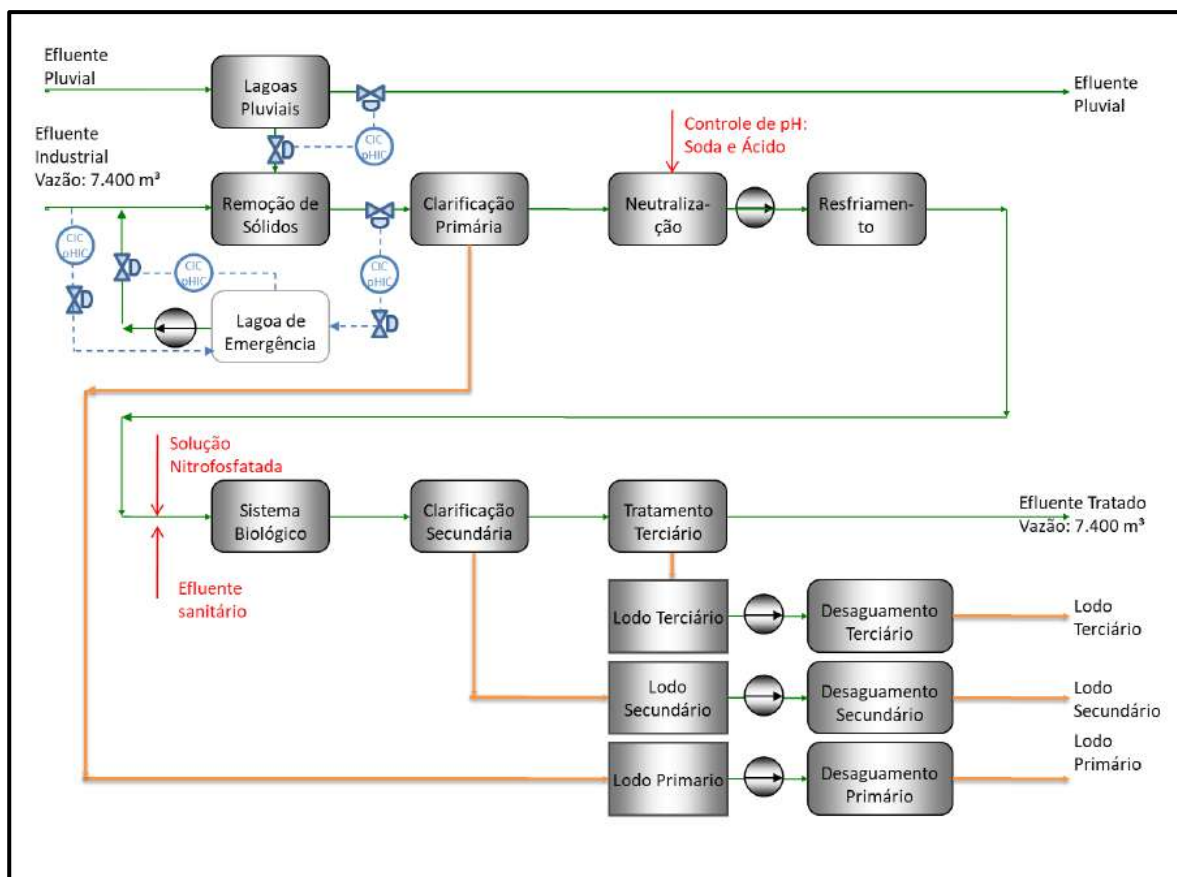 Efluente
Pluvial
Lagoas
Pluviais
Efluente
Pluvial
CIC
pHIC
Efluente
Industrial
Vazão: 7.400 m³
Controle de pH:
Soda e Ácido
Remoção de
Sólidos
Clarificação
Primária
Neutraliza-
ção
Resfriamen-
to
CIC
pHIC
CIC
pHIC
CIC
pHIC
Lagoa de
Emergência
Solução
Nitrofosfatada
Sistema
Biológico
Clarificação
Secundária
Tratamento
Terciário
Efluente Tratado
Vazão: 7.400 m³
Efluente
sanitário
Lodo Terciário
Desaguamento
Terciário
Lodo
Terciário
Lodo
Secundário
Desaguamento
Secundário
Lodo
Secundário
Lodo Primario
Desaguamento
Primário
Lodo
Primário